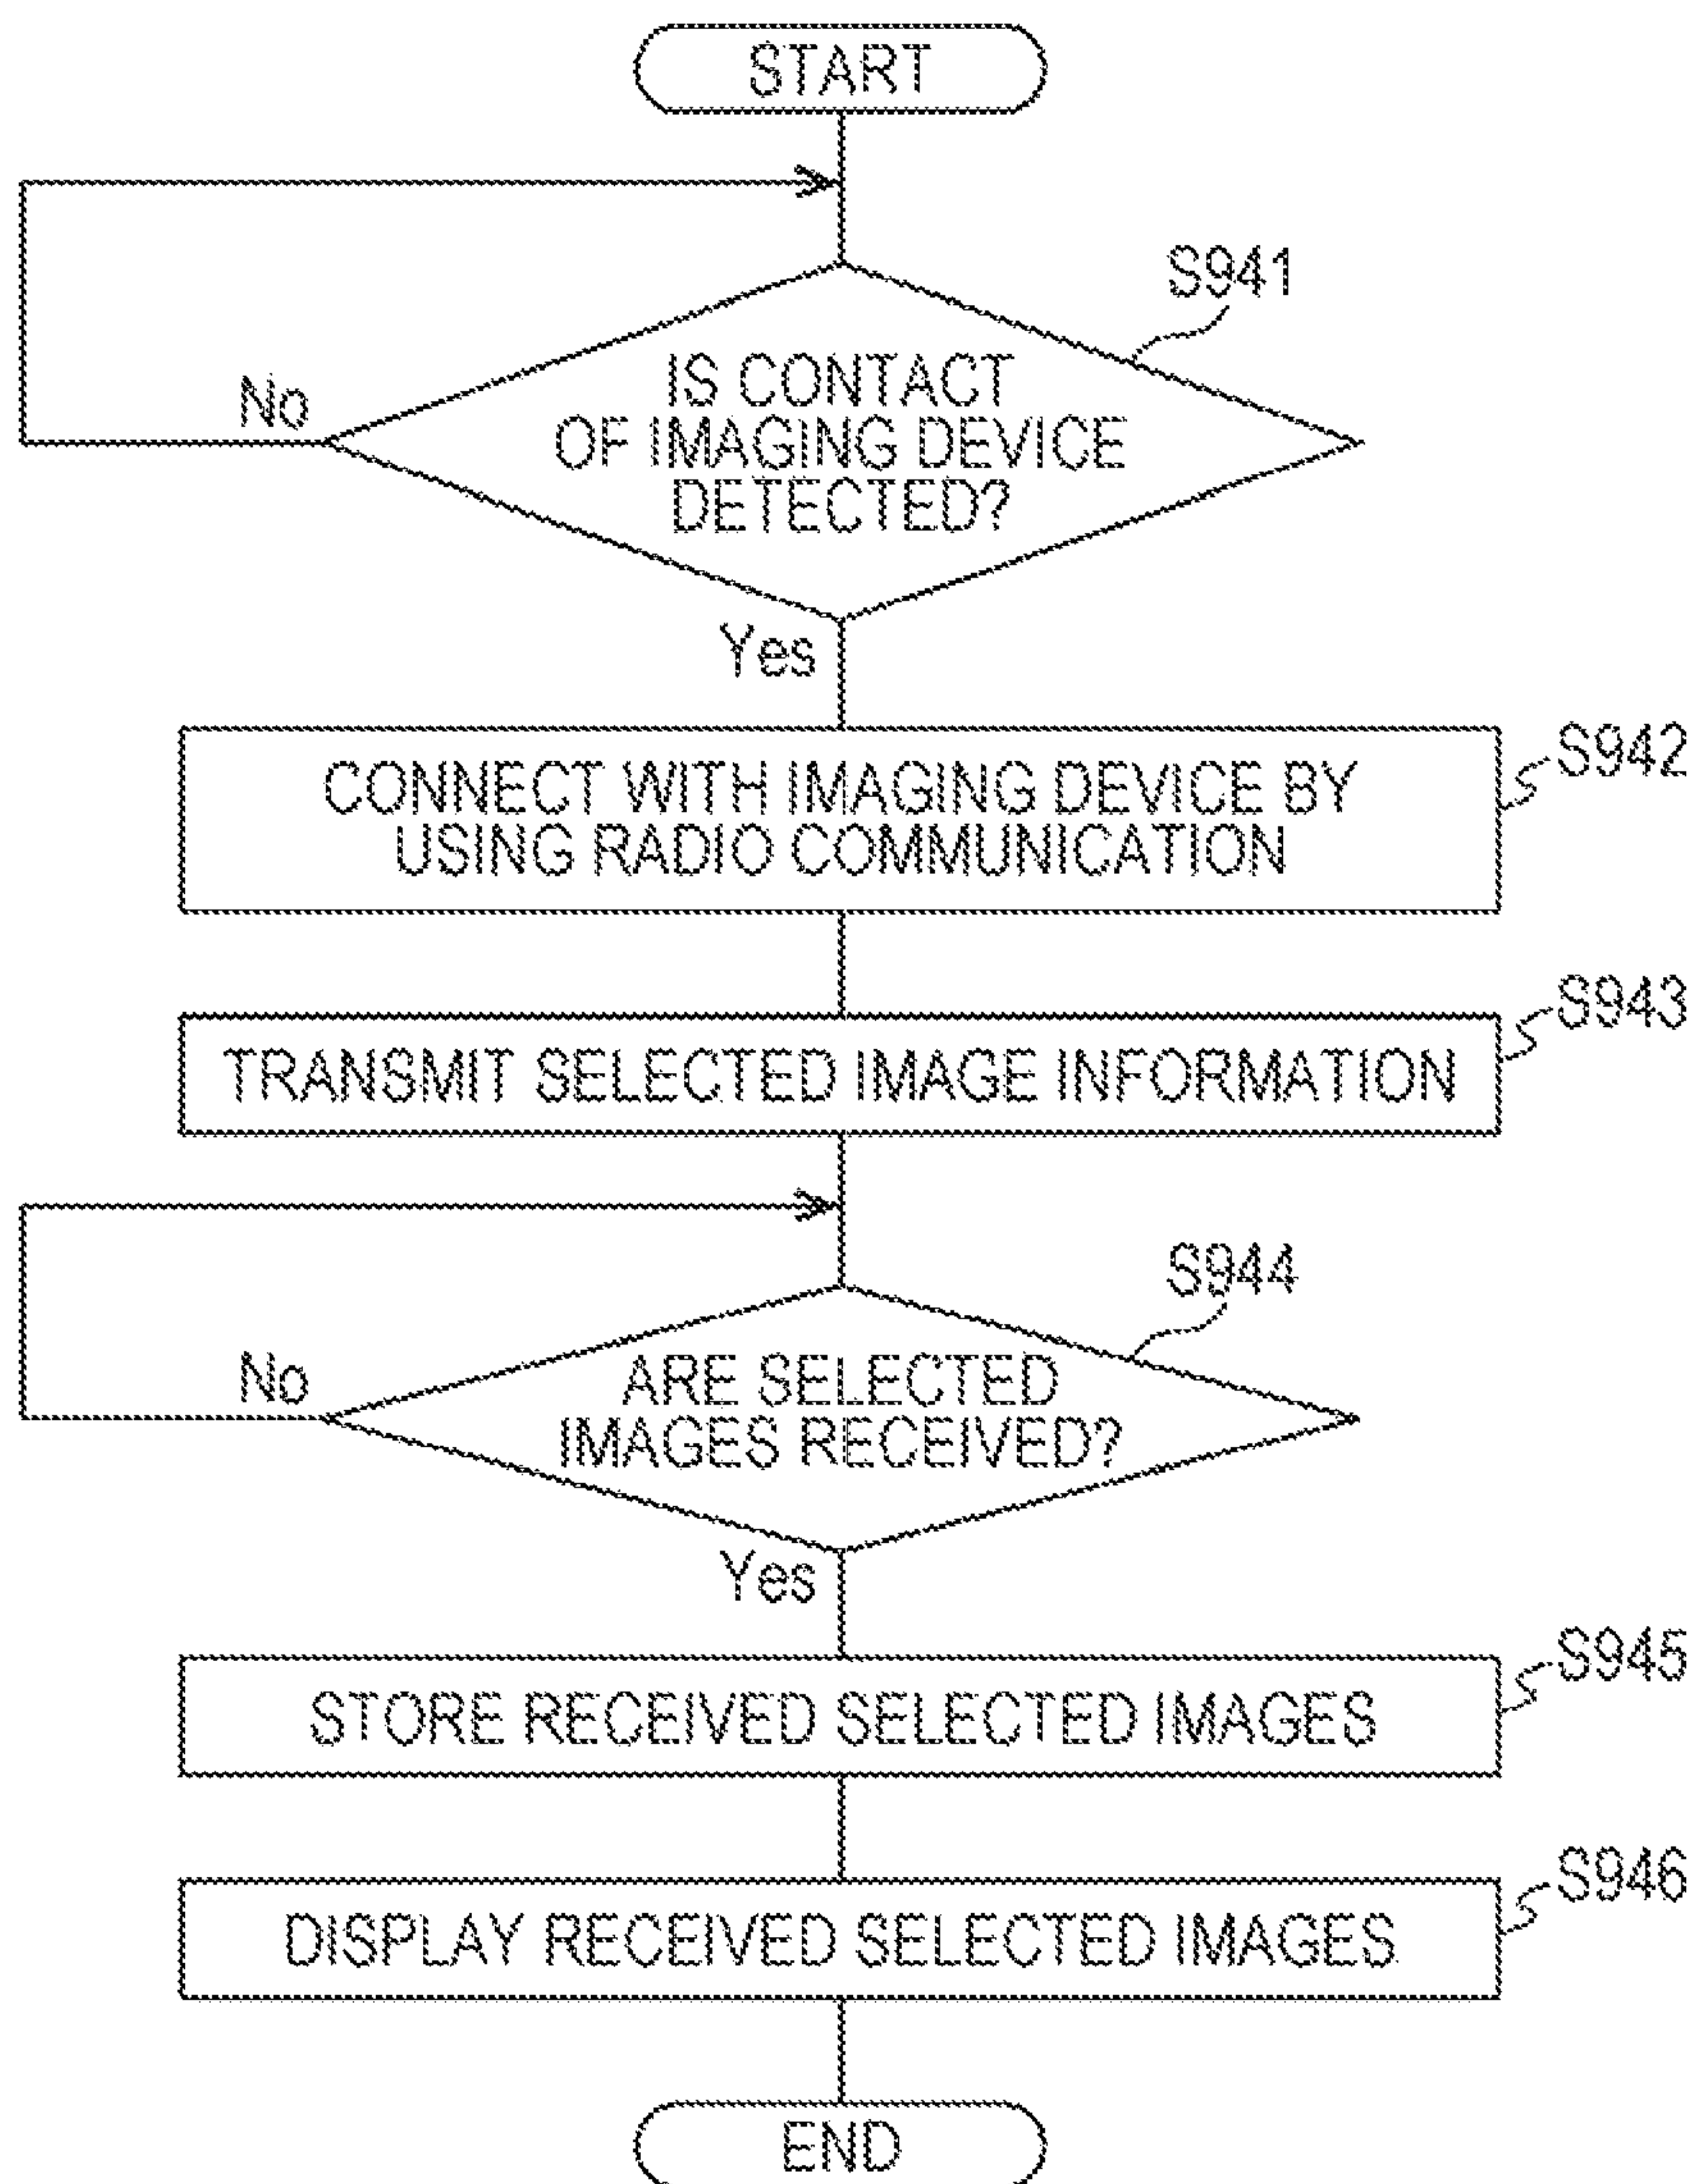 START
S941
IS CONTACT
OF IMAGING DEVICE
DETECTED?
No
Yes
S942
CONNECT WITH IMAGING DEVICE BY
USING RADIO COMMUNICATION
S943
TRANSMIT SELECTED IMAGE INFORMATION
S944
ARE SELECTED
IMAGES RECEIVED?
No
Yes
S945
STORE RECEIVED SELECTED IMAGES
S946
DISPLAY RECEIVED SELECTED IMAGES
END